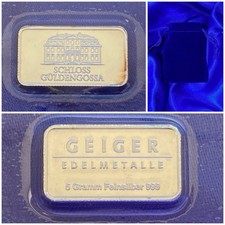 SCHLOSS
GÜLDENGOSSA
GEIGER
EDELMETALLE
5 Gramm Feinsilber 999